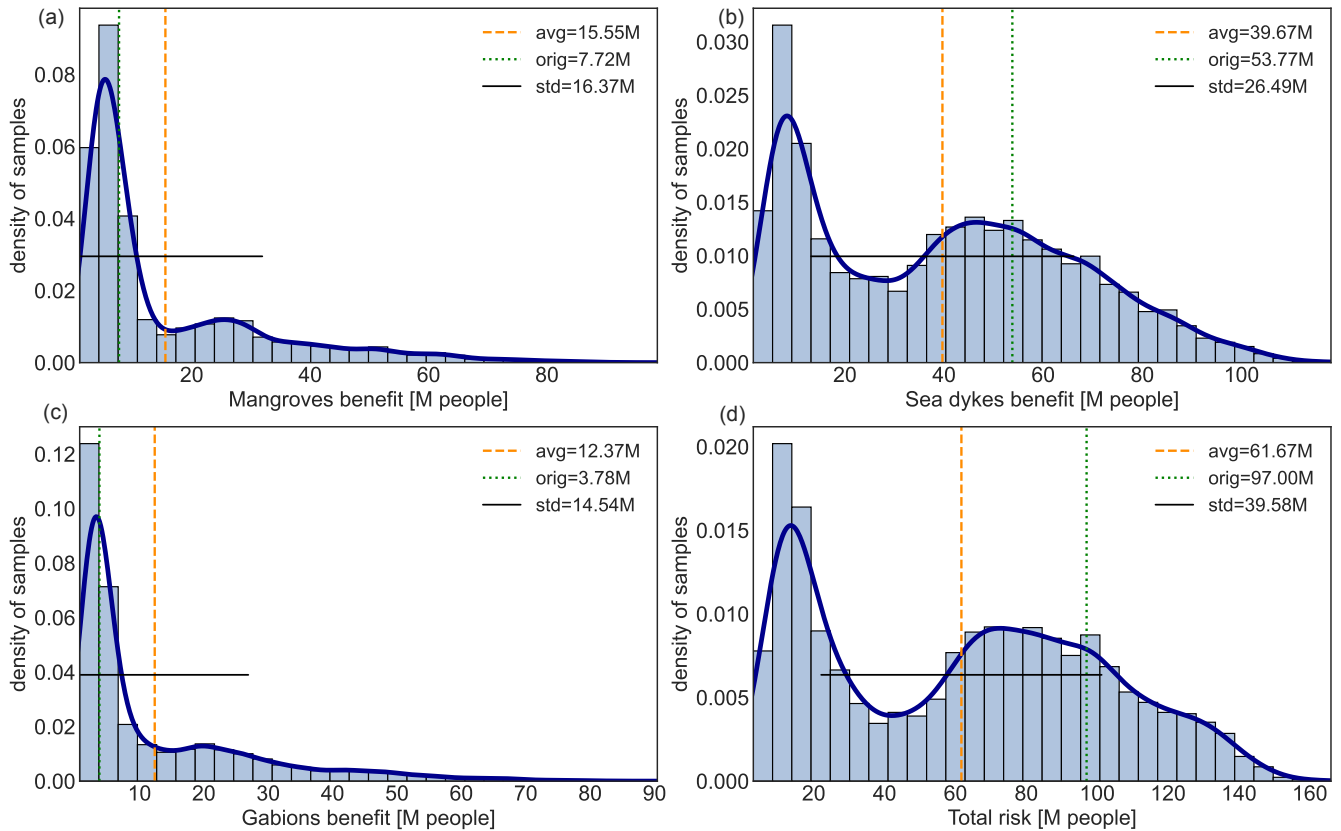 (a)
avg=15.55M
orig=7.72M
std=16.37M
density of samples
0.08
0.06
0.04
0.02
0.00
20
40
60
80
Mangroves benefit [M people]
(b)
avg=39.67M
orig=53.77M
std=26.49M
density of samples
0.030
0.025
0.020
0.015
0.010
0.005
0.000
20
40
60
80
100
Sea dykes benefit [M people]
(c)
avg=12.37M
orig=3.78M
std=14.54M
density of samples
0.12
0.10
0.08
0.06
0.04
0.02
0.00
10
20
30
40
50
60
70
80
90
Gabions benefit [M people]
(d)
avg=61.67M
orig=97.00M
std=39.58M
density of samples
0.020
0.015
0.010
0.005
0.000
20
40
60
80
100
120
140
160
Total risk [M people]